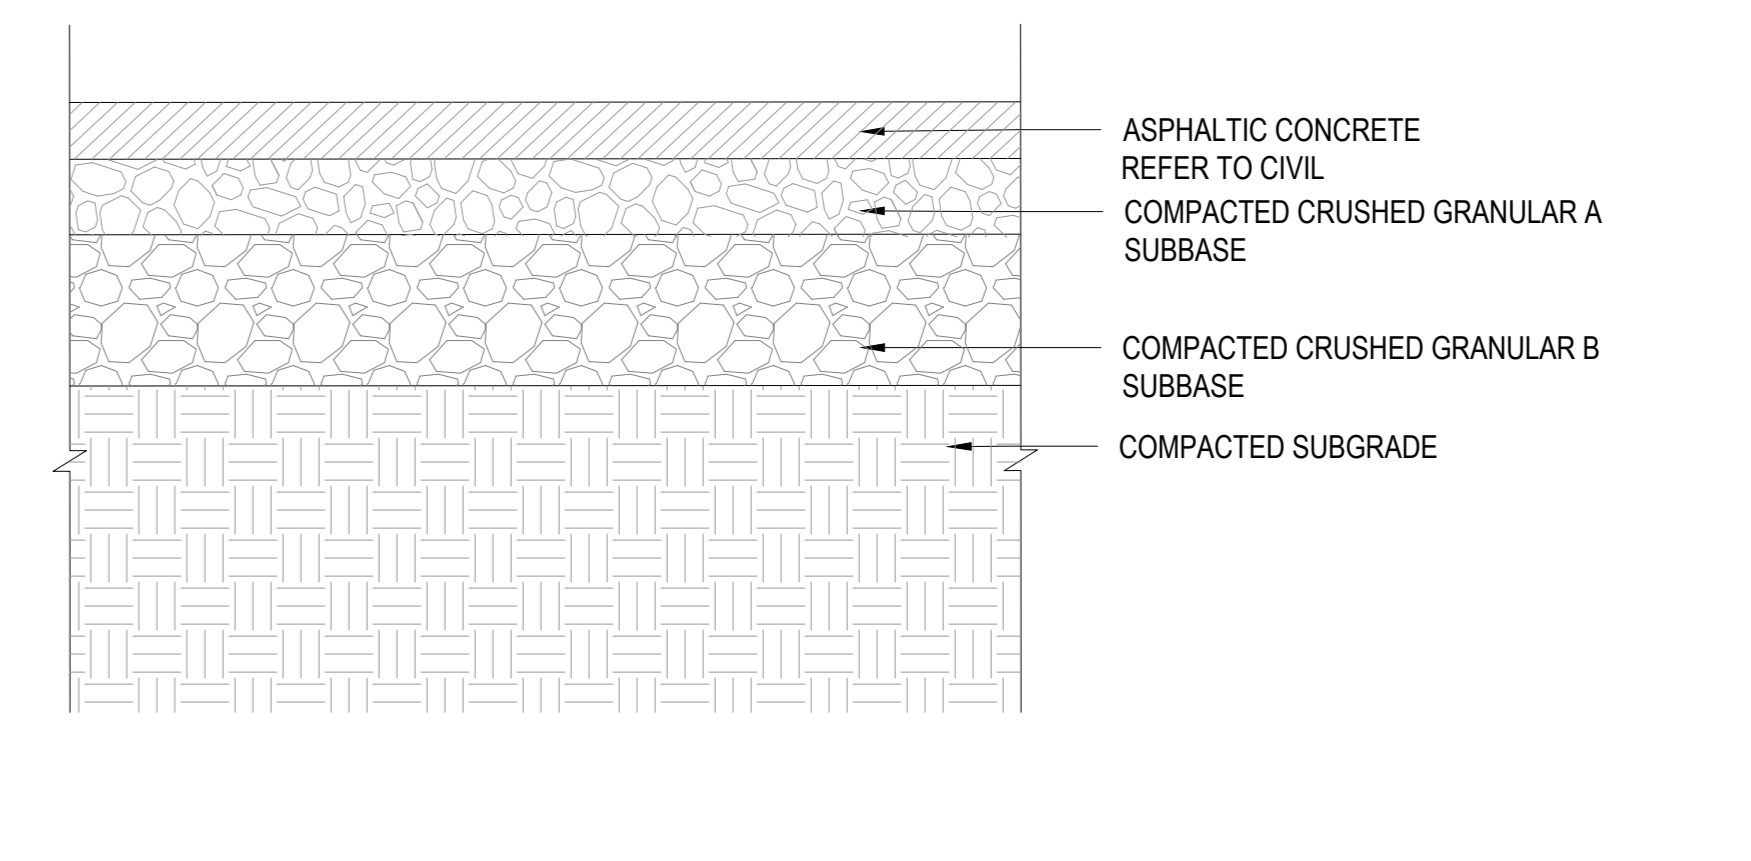 ASPHALTIC CONCRETE
REFER TO CIVIL
COMPACTED CRUSHED GRANULAR A
SUBBASE
COMPACTED CRUSHED GRANULAR B
SUBBASE
COMPACTED SUBGRADE